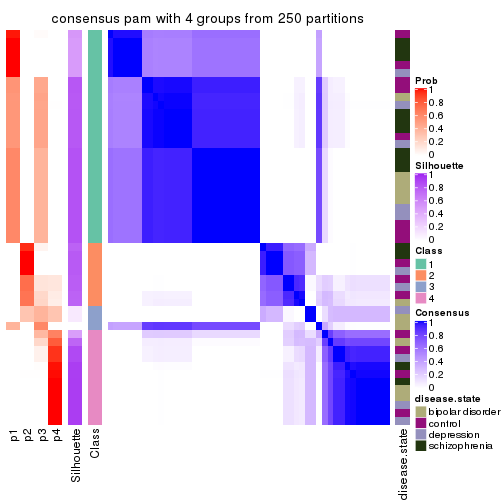 consensus pam with 4 groups from 250 partitions
Prob
1
0.8
0.6
0.4
0.2
0
Silhouette
1
0.8
0.6
0.4
0.2
0
Class
1
2
3
4
Consensus
1
0.8
0.6
0.4
0.2
0
disease.state
bipolar disorder
control
depression
schizophrenia
p1
p2
p3
p4
Silhouette
Class
disease.state